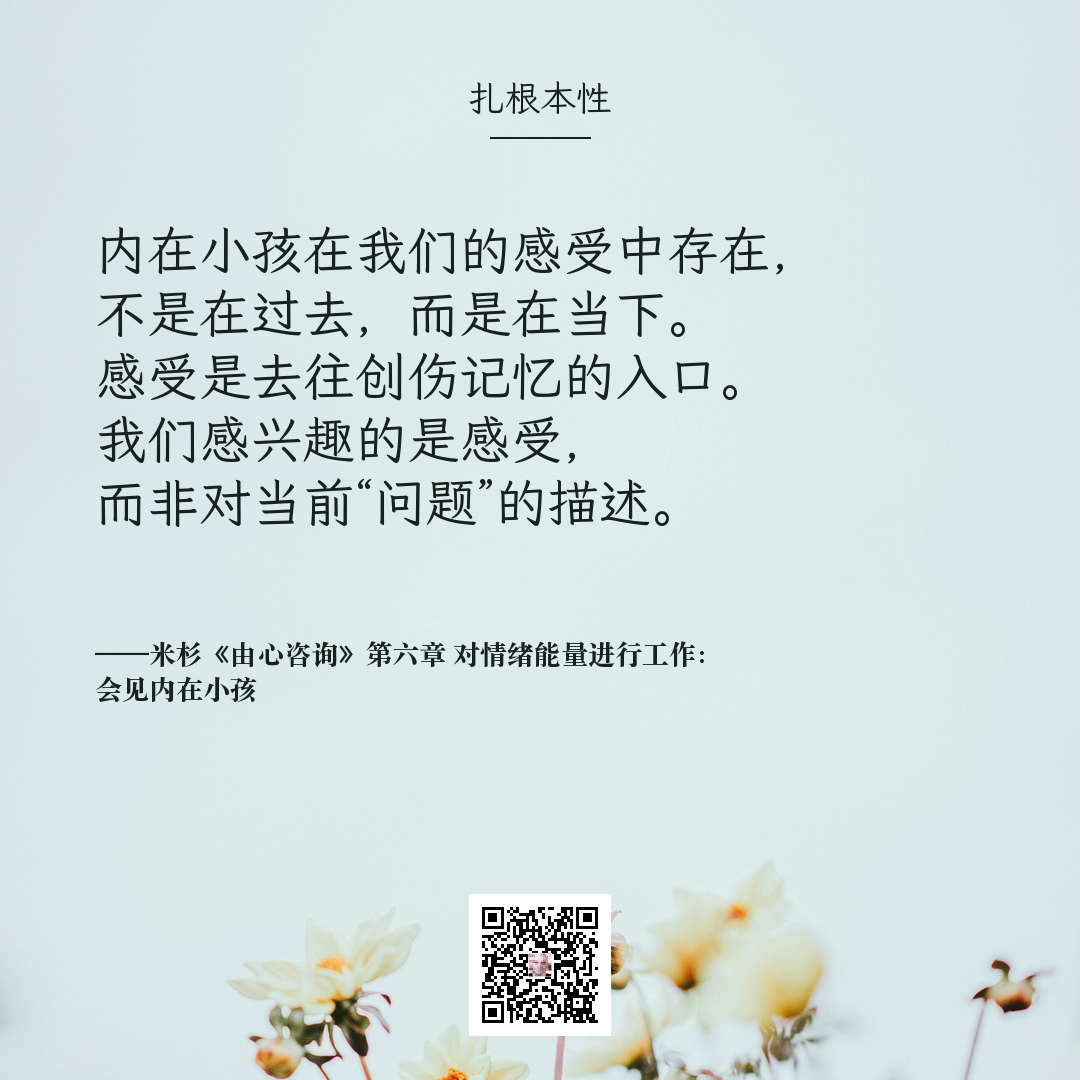 扎根本性
内在小孩在我们的感受中存在，
不是在过去，而是在当下。
感受是去往创伤记忆的入口。
我们感兴趣的是感受，
而非对当前“问题”的描述。
——米杉《由心咨询》第六章 对情绪能量进行工作：
会见内在小孩